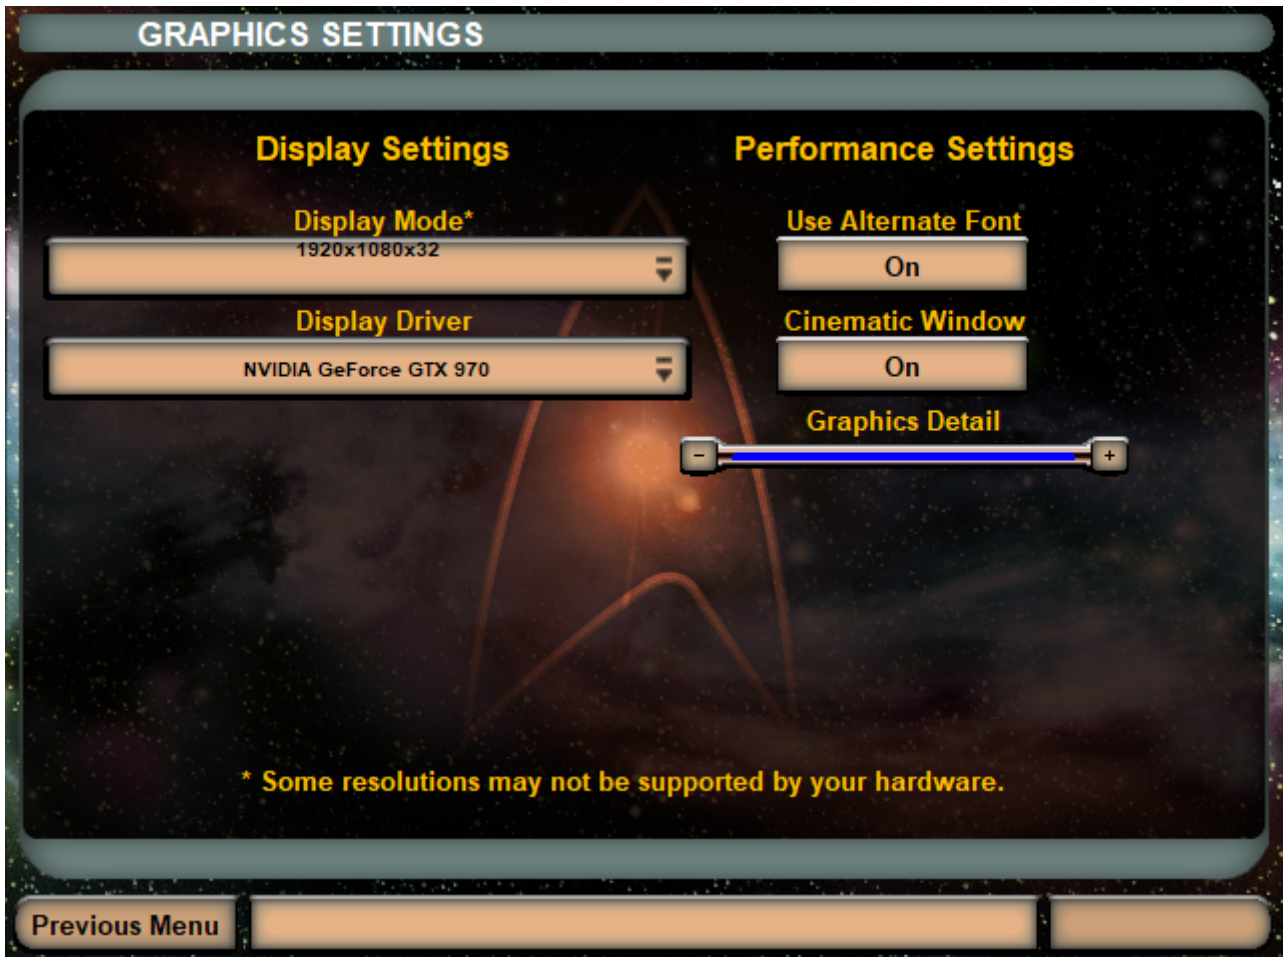 GRAPHICS SETTINGS
Display Settings
Display Mode*
1920x1080x32
Display Driver
NVIDIA GeForce GTX 970
Performance Settings
Use Alternate Font
On
Cinematic Window
On
Graphics Detail
- +
* Some resolutions may not be supported by your hardware.
Previous Menu